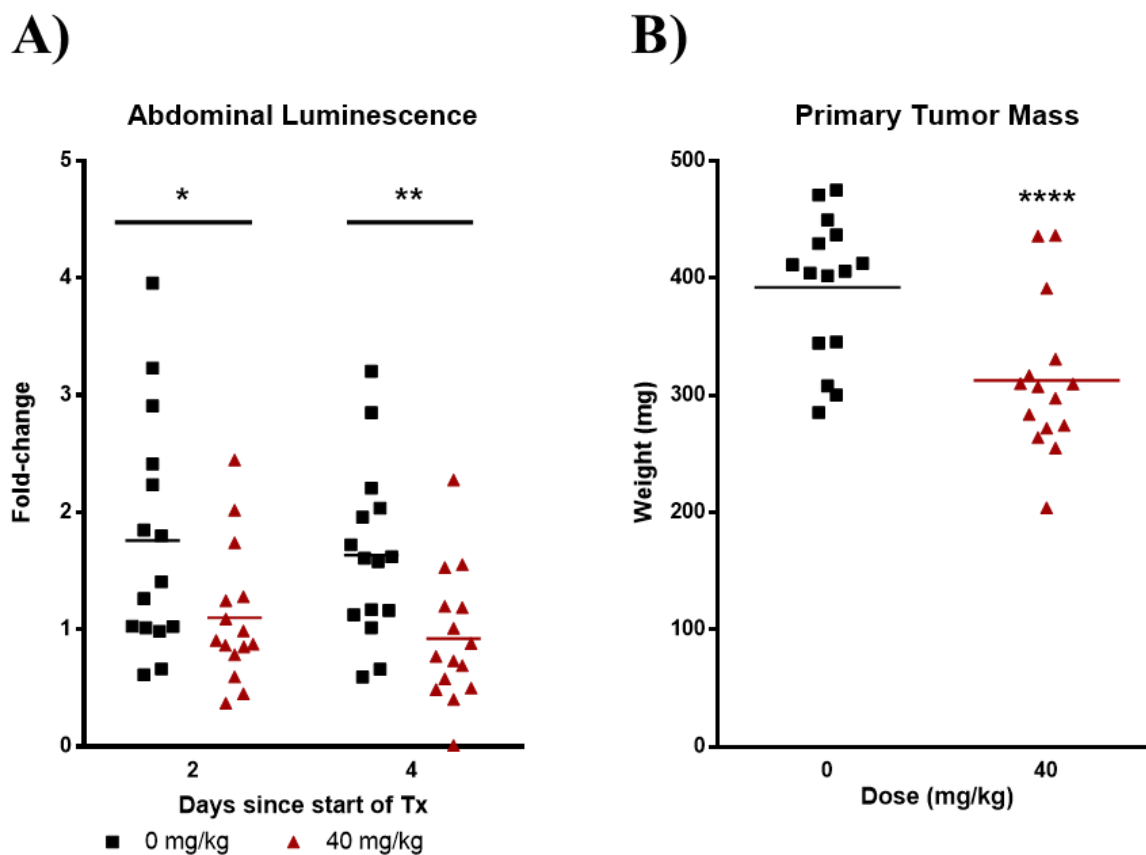 A)
Abdominal Luminescence
5
4
3
2
1
0
Fold-change
*
**
2
4
Days since start of Tx
0 mg/kg
40 mg/kg
B)
Primary Tumor Mass
500
400
300
200
100
0
Weight (mg)
****
0
40
Dose (mg/kg)